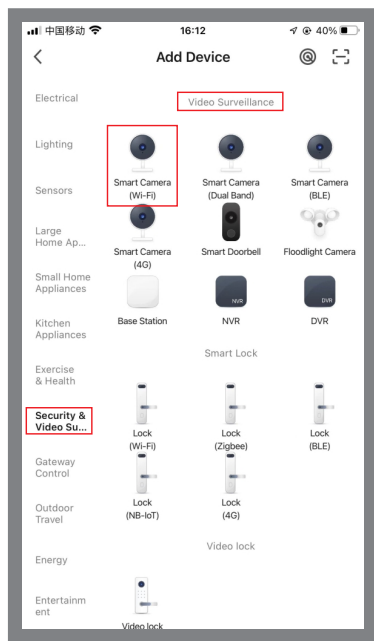 中国移动 16:12 40%
Add Device
Electrical
Lighting
Sensors
Large
Home Ap...
Small Home
Appliances
Kitchen
Appliances
Exercise
& Health
Security &
Video Su...
Gateway
Control
Outdoor
Travel
Energy
Entertainm
ent
Video Surveillance
Smart Camera
(Wi-Fi)
Smart Camera
(Dual Band)
Smart Camera
(BLE)
Smart Camera
(4G)
Smart Doorbell
Floodlight Camera
Base Station
NVR
NVR
DVR
DVR
Smart Lock
Lock
(Wi-Fi)
Lock
(Zigbee)
Lock
(BLE)
Lock
(NB-IoT)
Lock
(4G)
Video lock
Video lock